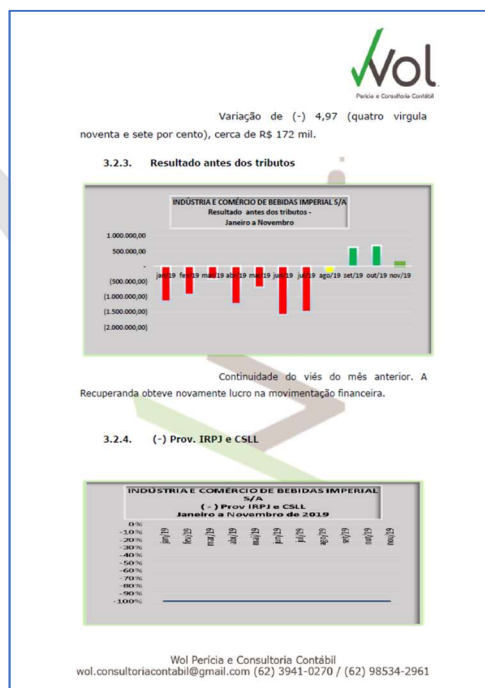 Wol
Perícia e Consultoria Contábil
Variação de (-) 4,97 (quatro virgula
noventa e sete por cento), cerca de R$ 172 mil.
3.2.3. Resultado antes dos tributos
INDÚSTRIA E COMÉRCIO DE BEBIDAS IMPERIAL S/A
Resultado antes dos tributos -
Janeiro a Novembro
1.000.000,00
500.000,00
-
jan/19 fev/19 mar/19 abr/19 mai/19 jun/19 jul/19 ago/19 set/19 out/19 nov/19
(500.000,00)
(1.000.000,00)
(1.500.000,00)
(2.000.000,00)
Continuidade do viés do mês anterior. A
Recuperanda obteve novamente lucro na movimentação financeira.
3.2.4. (-) Prov. IRPJ e CSLL
INDÚSTRIA E COMÉRCIO DE BEBIDAS IMPERIAL
S/A
( - ) Prov IRPJ e CSLL
Janeiro a Novembro de 2019
0%
-10%
-20%
-30%
-40%
-50%
-60%
-70%
-80%
-90%
-100%
jan/19 fev/19 mar/19 abr/19 mai/19 jun/19 jul/19 ago/19 set/19 out/19 nov/19
Wol Perícia e Consultoria Contábil
wol.consultoriacontabil@gmail.com (62) 3941-0270 / (62) 98534-2961